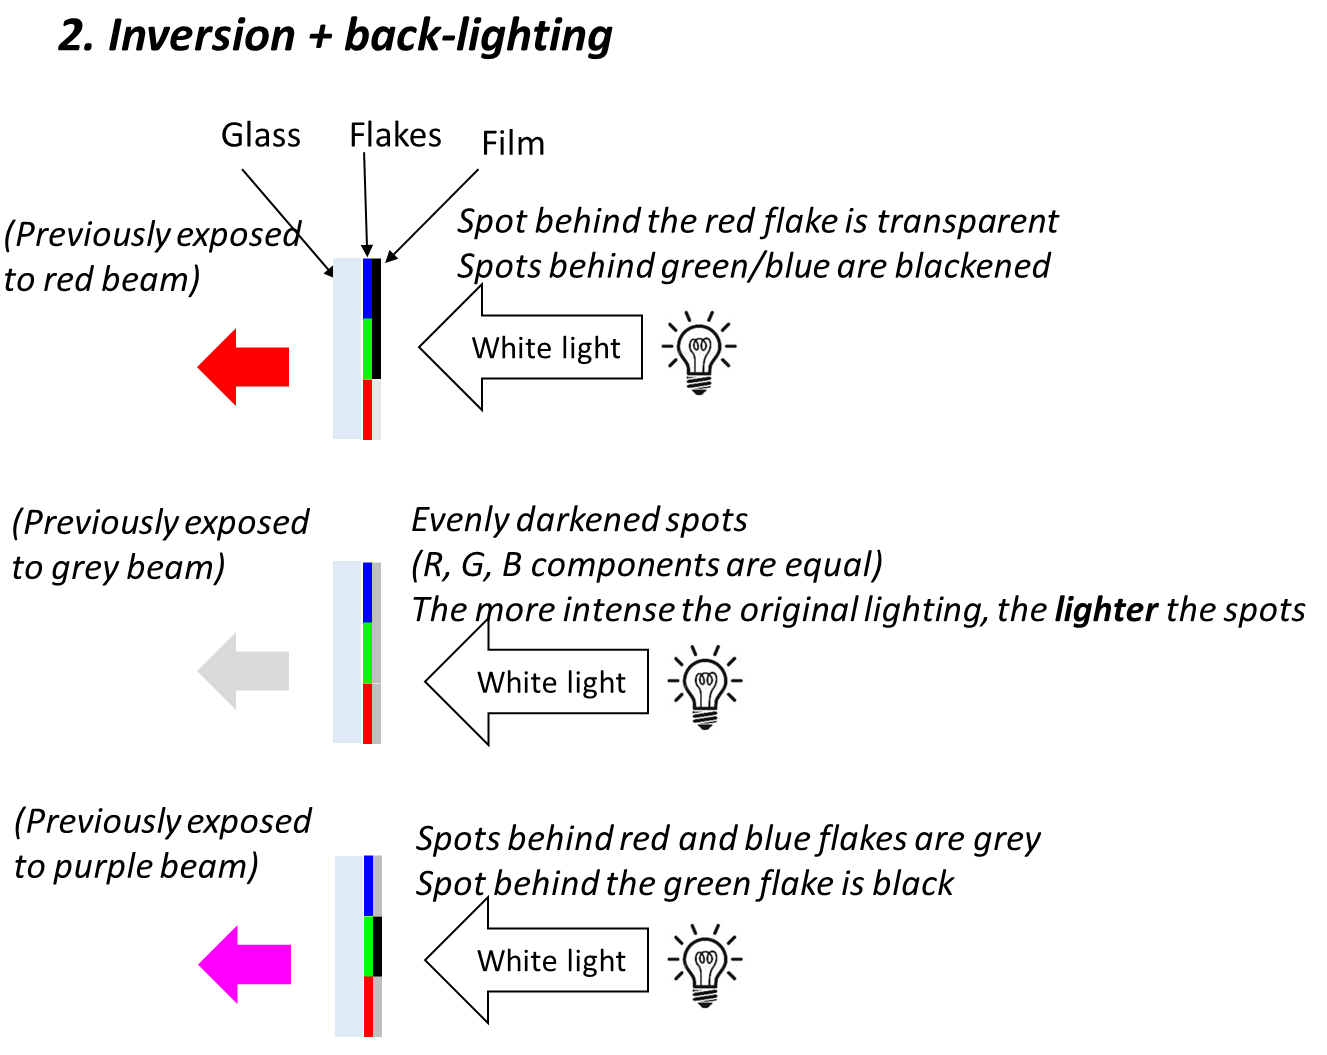 2. Inversion + back-lighting
Glass
Flakes
Film
(Previously exposed
to red beam)
Spot behind the red flake is transparent
Spots behind green/blue are blackened
White light
(Previously exposed
to grey beam)
Evenly darkened spots
(R, G, B components are equal)
The more intense the original lighting, the lighter the spots
White light
(Previously exposed
to purple beam)
Spots behind red and blue flakes are grey
Spot behind the green flake is black
White light